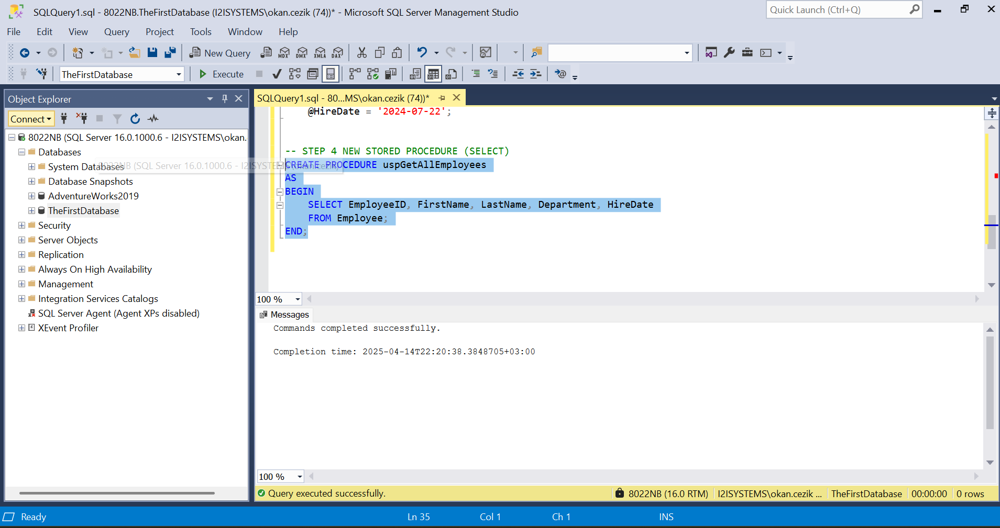 SQLQuery1.sql - 8022NB.TheFirstDatabase (I2ISYSTEMS\okan.cezik (74))* - Microsoft SQL Server Management Studio
Quick Launch (Ctrl+Q)
File Edit View Query Project Tools Window Help
New Query MDX DMX XMLA DAX
TheFirstDatabase Execute
Object Explorer
Connect
8022NB (SQL Server 16.0.1000.6 - I2ISYSTEMS\okan.
Databases
System Databases
8022NB (SQL Server 16.0.1000.6 - I2ISYSTEMS\okan.cezik)
Database Snapshots
AdventureWorks2019
TheFirstDatabase
Security
Server Objects
Replication
Always On High Availability
Management
Integration Services Catalogs
SQL Server Agent (Agent XPs disabled)
XEvent Profiler
SQLQuery1.sql - 80...MS\okan.cezik (74))*
@HireDate = '2024-07-22';
-- STEP 4 NEW STORED PROCEDURE (SELECT)
CREATE PROCEDURE uspGetAllEmployees
AS
BEGIN
SELECT EmployeeID, FirstName, LastName, Department, HireDate
FROM Employee;
END;
100 %
Messages
Commands completed successfully.
Completion time: 2025-04-14T22:20:38.3848705+03:00
100 %
Query executed successfully. 8022NB (16.0 RTM) I2ISYSTEMS\okan.cezik ... TheFirstDatabase 00:00:00 0 rows
Ready Ln 35 Col 1 Ch 1 INS